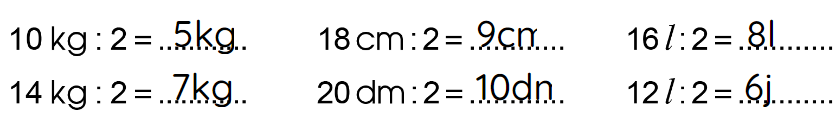 10 kg : 2 = 5kg 18 cm : 2 = 9cm 16 l : 2 = 8l
14 kg : 2 = 7kg 20 dm : 2 = 10dn 12 l : 2 = 6j